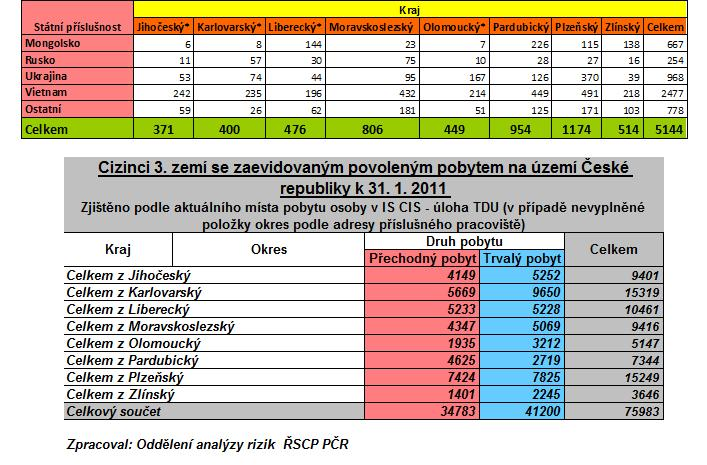 Kraj
Státní příslušnost Jihočeský* Karlovarský* Liberecký* Moravskoslezský Olomoucký* Pardubický Plzeňský Zlínský Celkem
Mongolsko 6 8 144 23 7 226 115 138 667
Rusko 11 57 30 75 10 28 27 16 254
Ukrajina 53 74 44 95 167 126 370 39 968
Vietnam 242 235 196 432 214 449 491 218 2477
Ostatní 59 26 62 181 51 125 171 103 778
Celkem 371 400 476 806 449 954 1174 514 5144
Cizinci 3. zemí se zaevidovaným povoleným pobytem na území České
republiky k 31. 1. 2011
Zjištěno podle aktuálního místa pobytu osoby v IS CIS - úloha TDU (v případě nevyplněné
položky okres podle adresy příslušného pracoviště)
Kraj Okres Druh pobytu Celkem
Přechodný pobyt Trvalý pobyt
Celkem z Jihočeský 4149 5252 9401
Celkem z Karlovarský 5669 9650 15319
Celkem z Liberecký 5233 5228 10461
Celkem z Moravskoslezský 4347 5069 9416
Celkem z Olomoucký 1935 3212 5147
Celkem z Pardubický 4625 2719 7344
Celkem z Plzeňský 7424 7825 15249
Celkem z Zlínský 1401 2245 3646
Celkový součet 34783 41200 75983
Zpracoval: Oddělení analýzy rizik ŘSCP PČR